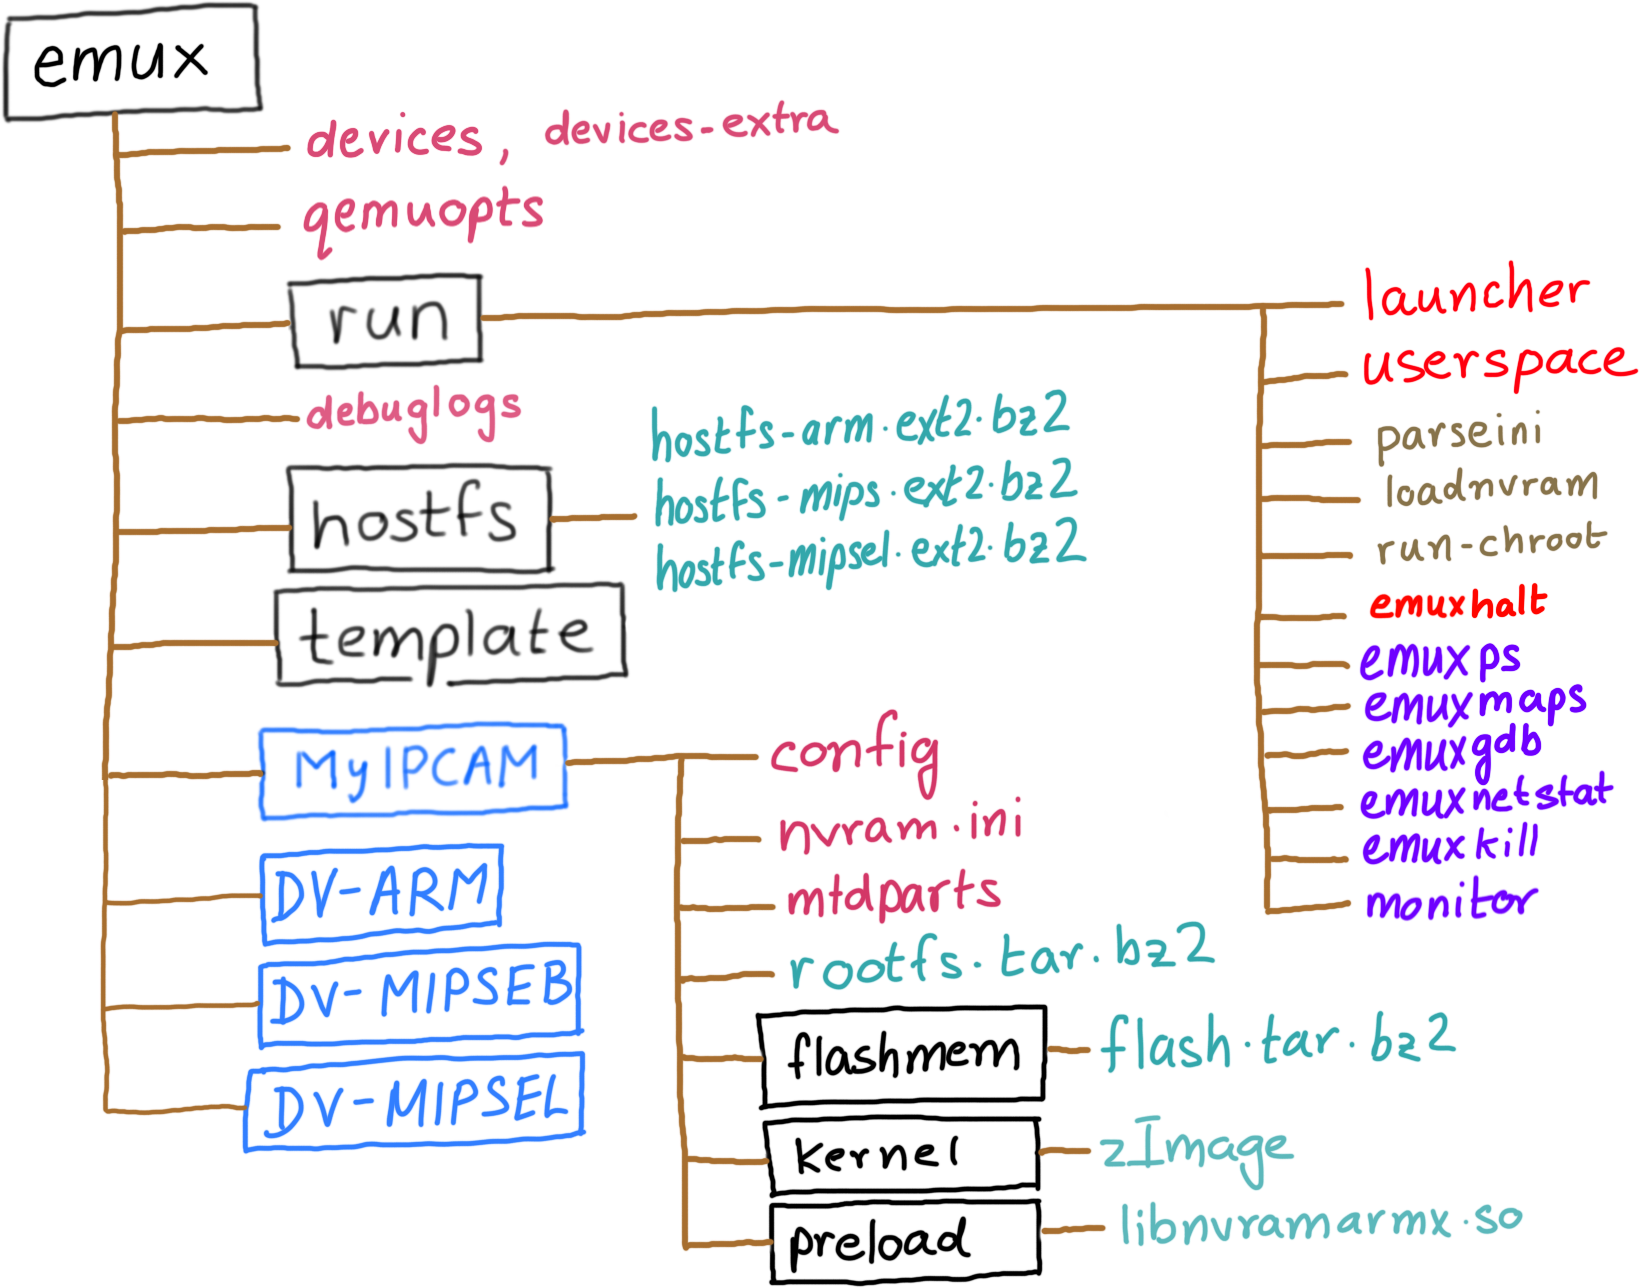 emux
devices, devices-extra
qemuopts
run
debuglogs
hostfs
hostfs-arm.ext2.bz2
hostfs-mips.ext2.bz2
hostfs-mipsel.ext2.bz2
template
MyIPCAM
DV-ARM
DV-MIPSEB
DV-MIPSEL
config
nvram.ini
mtdparts
rootfs.tar.bz2
flashmem
flash.tar.bz2
kernel
zImage
preload
libnvramarmx.so
launcher
userspace
parseini
loadnvram
run-chroot
emuxhalt
emuxps
emuxmaps
emuxgdb
emuxnetstat
emuxkill
monitor